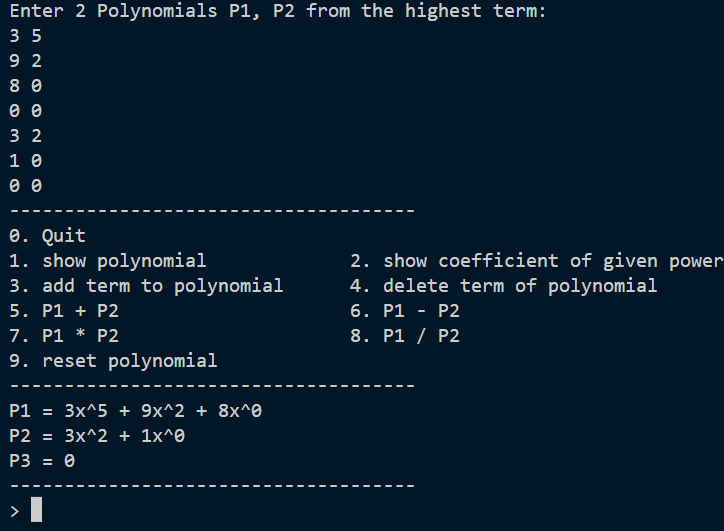 Enter 2 Polynomials P1, P2 from the highest term:
3 5
9 2
8 0
0 0
3 2
1 0
0 0
-------------------------------------
0. Quit
1. show polynomial             2. show coefficient of given power
3. add term to polynomial      4. delete term of polynomial
5. P1 + P2                     6. P1 - P2
7. P1 * P2                     8. P1 / P2
9. reset polynomial
-------------------------------------
P1 = 3x^5 + 9x^2 + 8x^0
P2 = 3x^2 + 1x^0
P3 = 0
-------------------------------------
>